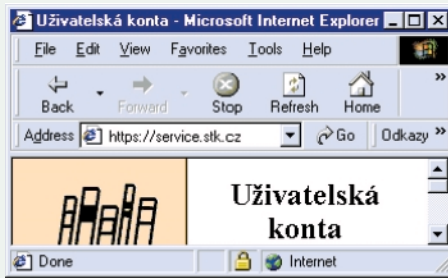 Uživatelská konta - Microsoft Internet Explorer
File Edit View Favorites Tools Help
Back Forward Stop Refresh Home »
Address https://service.stk.cz Go Odkazy »
Uživatelská
konta
Done Internet